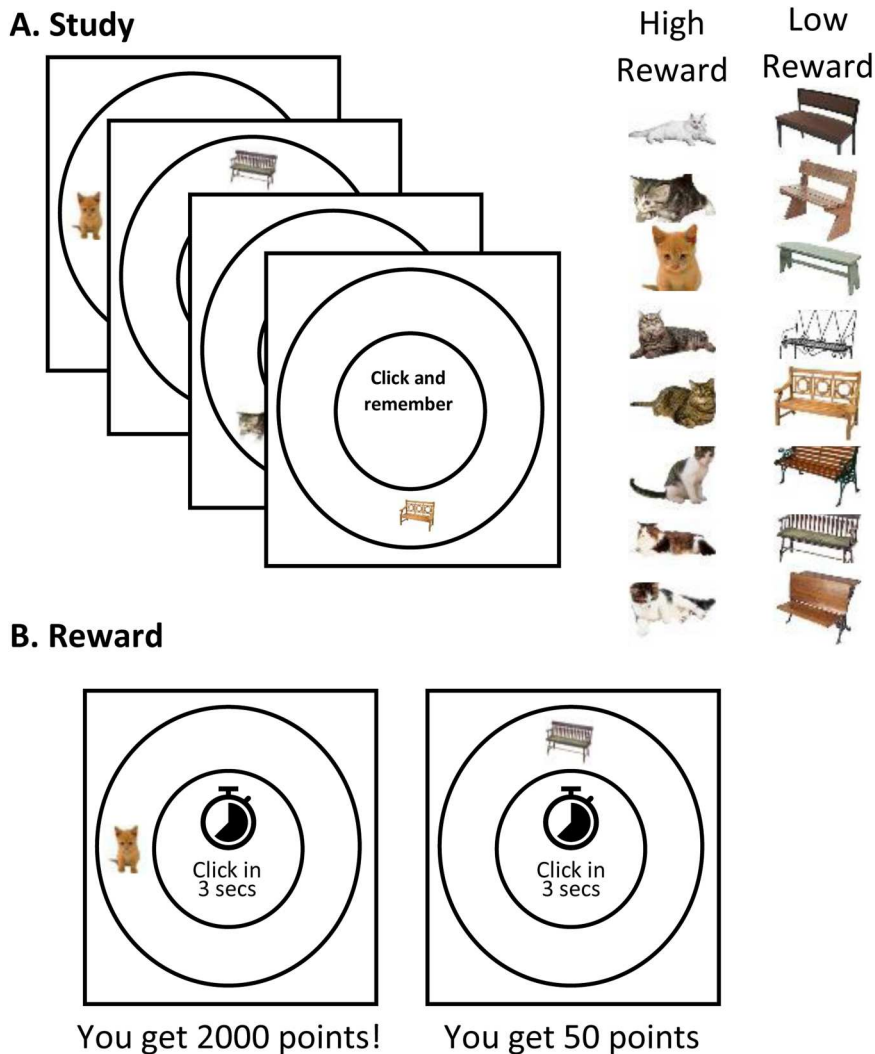 A. Study
High
Reward
Low
Reward
Click and
remember
B. Reward
Click in
3 secs
Click in
3 secs
You get 2000 points!
You get 50 points